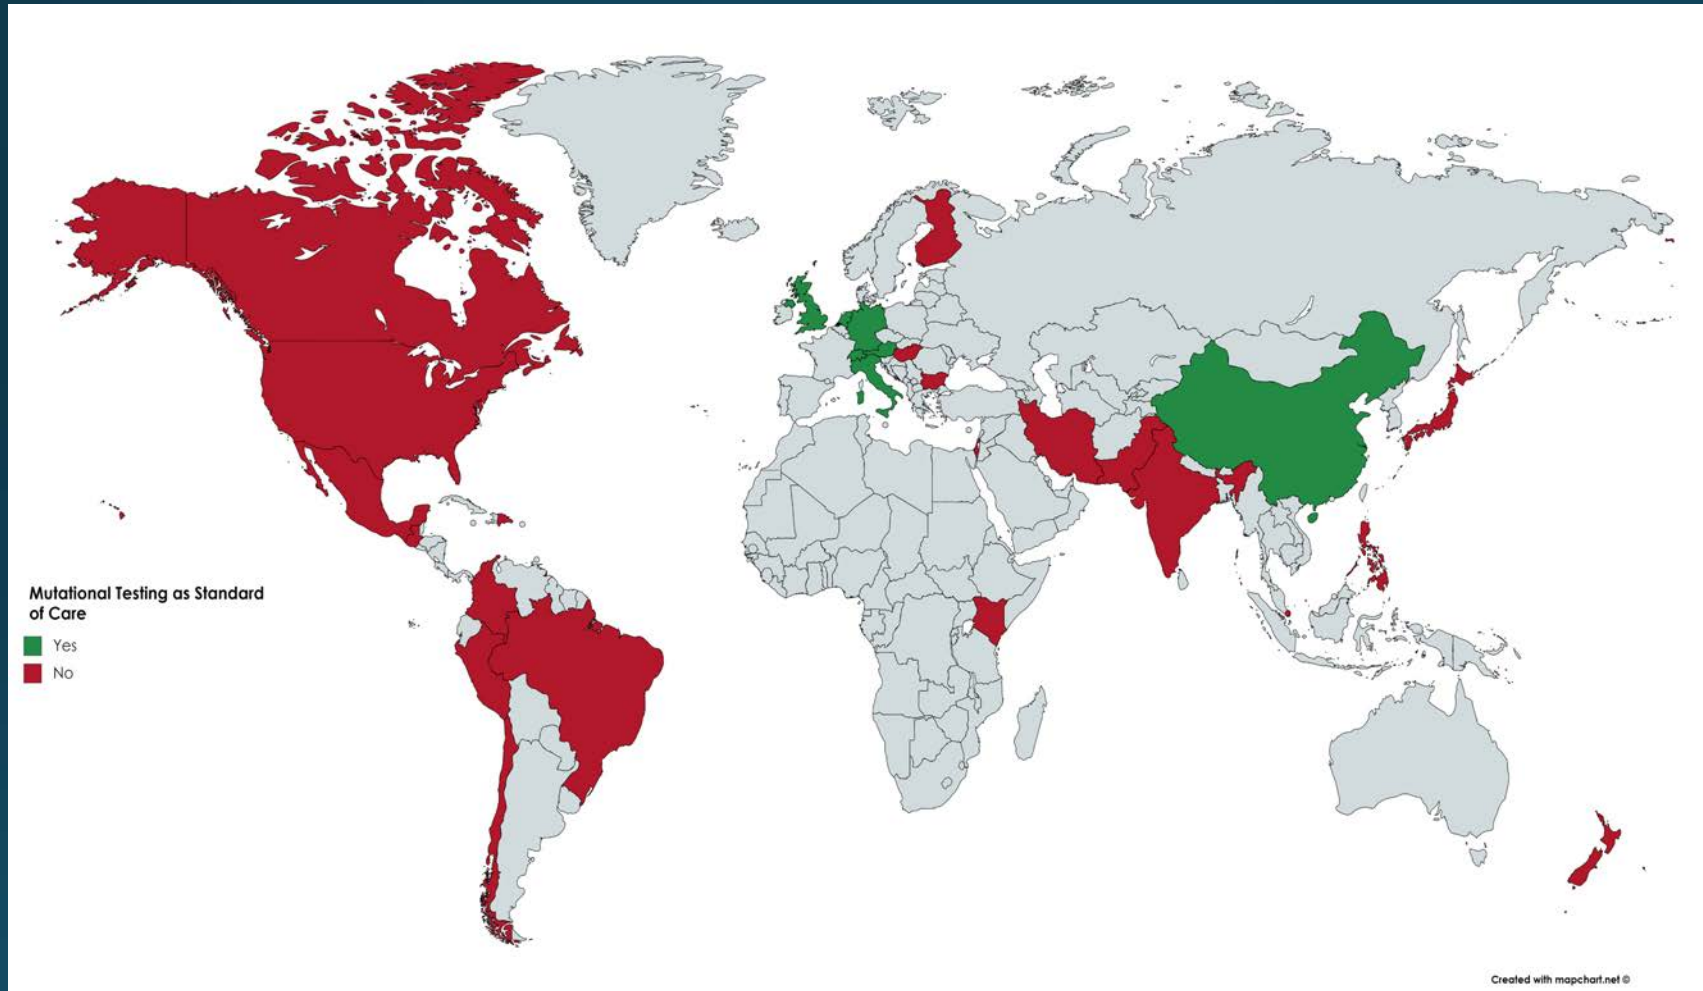 Mutational Testing as Standard
of Care
Yes
No
Created with mapchart.net ©